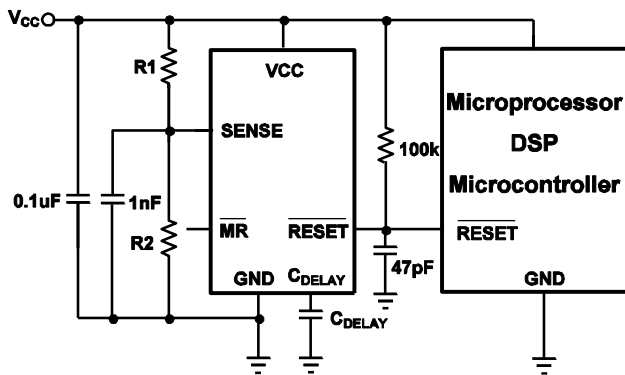 VCC
R1
VCC
SENSE
100k
Microprocessor
DSP
Microcontroller
0.1uF
1nF
R2
MR
RESET
RESET
47pF
GND
CDELAY
GND
CDELAY